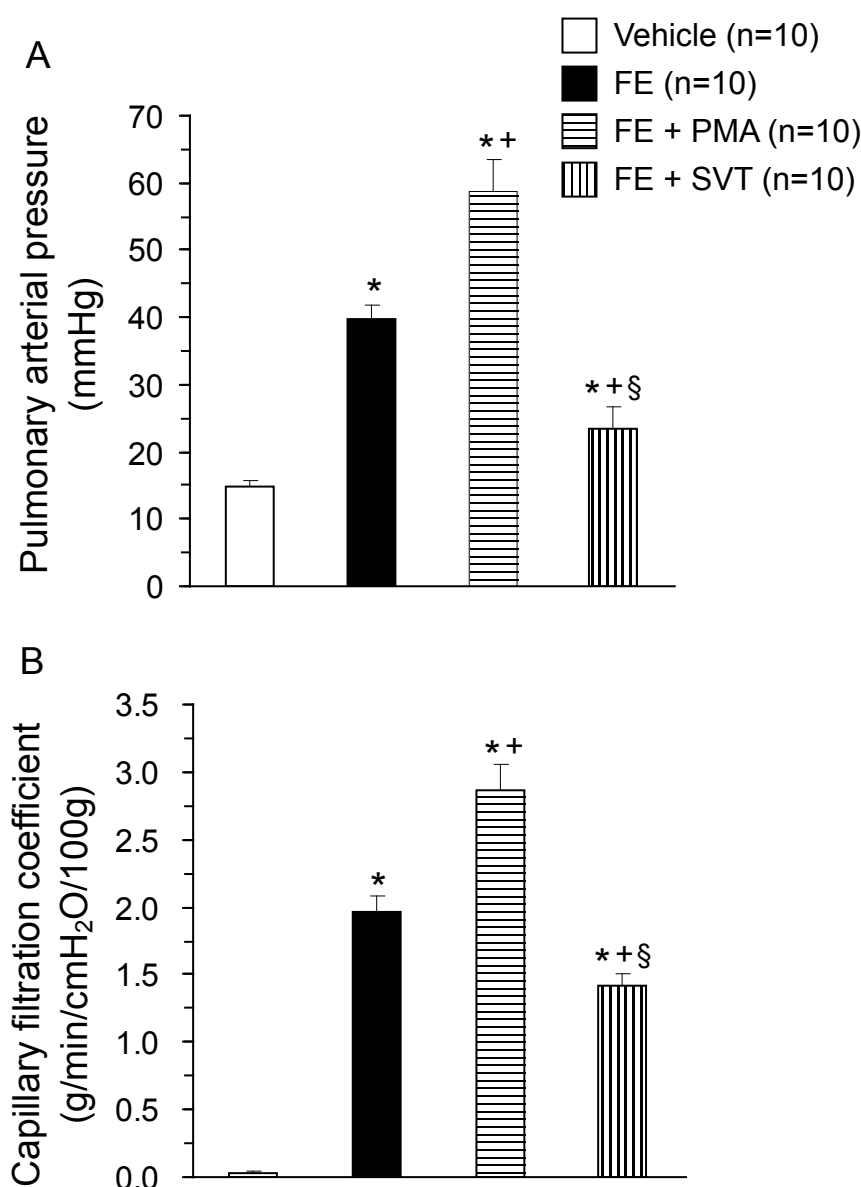 A
Vehicle (n=10)
FE (n=10)
FE + PMA (n=10)
FE + SVT (n=10)
Pulmonary arterial pressure
(mmHg)
70
60
50
40
30
20
10
0
*
*+
*+§
B
Capillary filtration coefficient
(g/min/cmH₂O/100g)
3.5
3.0
2.5
2.0
1.5
1.0
0.5
0.0
*
*+
*+§